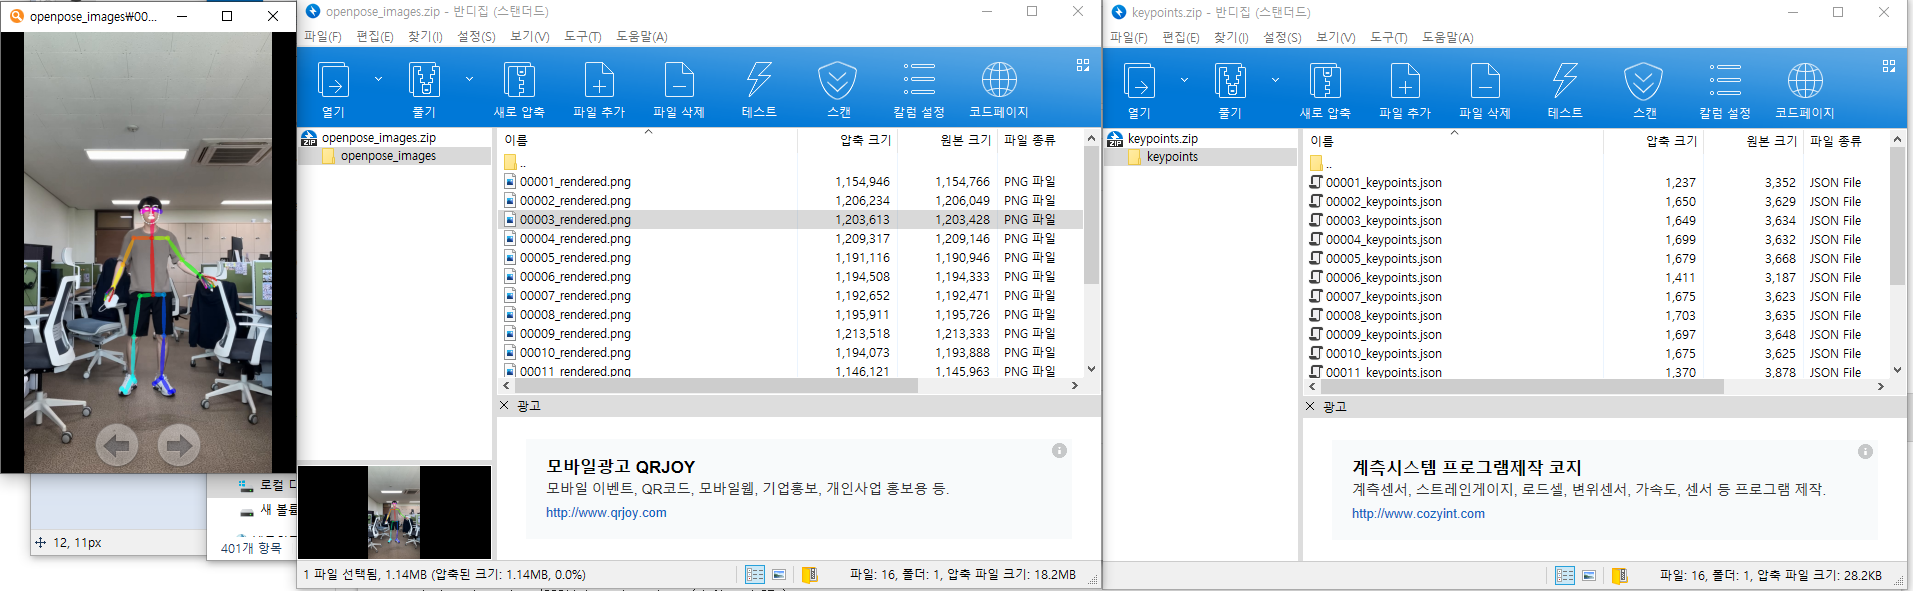 openpose_images₩00...
openpose_images.zip - 반디집 (스탠더드)
파일(F) 편집(E) 찾기(I) 설정(S) 보기(V) 도구(T) 도움말(A)
열기 풀기 새로 압축 파일 추가 파일 삭제 테스트 스캔 칼럼 설정 코드페이지
openpose_images.zip
openpose_images
이름 압축 크기 원본 크기 파일 종류
..
00001_rendered.png 1,154,946 1,154,766 PNG 파일
00002_rendered.png 1,206,234 1,206,049 PNG 파일
00003_rendered.png 1,203,613 1,203,428 PNG 파일
00004_rendered.png 1,209,317 1,209,146 PNG 파일
00005_rendered.png 1,191,116 1,190,946 PNG 파일
00006_rendered.png 1,194,508 1,194,333 PNG 파일
00007_rendered.png 1,192,652 1,192,471 PNG 파일
00008_rendered.png 1,195,911 1,195,726 PNG 파일
00009_rendered.png 1,213,518 1,213,333 PNG 파일
00010_rendered.png 1,194,073 1,193,888 PNG 파일
00011_rendered.png 1,146,121 1,145,963 PNG 파일
광고
모바일광고 QRJOY
모바일 이벤트, QR코드, 모바일웹, 기업홍보, 개인사업 홍보용 등.
http://www.qrjoy.com
1 파일 선택됨, 1.14MB (압축된 크기: 1.14MB, 0.0%)
파일: 16, 폴더: 1, 압축 파일 크기: 18.2MB
keypoints.zip - 반디집 (스탠더드)
파일(F) 편집(E) 찾기(I) 설정(S) 보기(V) 도구(T) 도움말(A)
열기 풀기 새로 압축 파일 추가 파일 삭제 테스트 스캔 칼럼 설정 코드페이지
keypoints.zip
keypoints
이름 압축 크기 원본 크기 파일 종류
..
00001_keypoints.json 1,237 3,352 JSON File
00002_keypoints.json 1,650 3,629 JSON File
00003_keypoints.json 1,649 3,634 JSON File
00004_keypoints.json 1,699 3,632 JSON File
00005_keypoints.json 1,679 3,668 JSON File
00006_keypoints.json 1,411 3,187 JSON File
00007_keypoints.json 1,675 3,623 JSON File
00008_keypoints.json 1,703 3,635 JSON File
00009_keypoints.json 1,697 3,648 JSON File
00010_keypoints.json 1,675 3,625 JSON File
00011_keypoints.json 1,370 3,878 JSON File
광고
계측시스템 프로그램제작 코지
계측센서, 스트레인게이지, 로드셀, 변위센서, 가속도, 센서 등 프로그램 제작.
http://www.cozyint.com
파일: 16, 폴더: 1, 압축 파일 크기: 28.2KB
로컬 디
새 볼륨
12, 11px
401개 항목